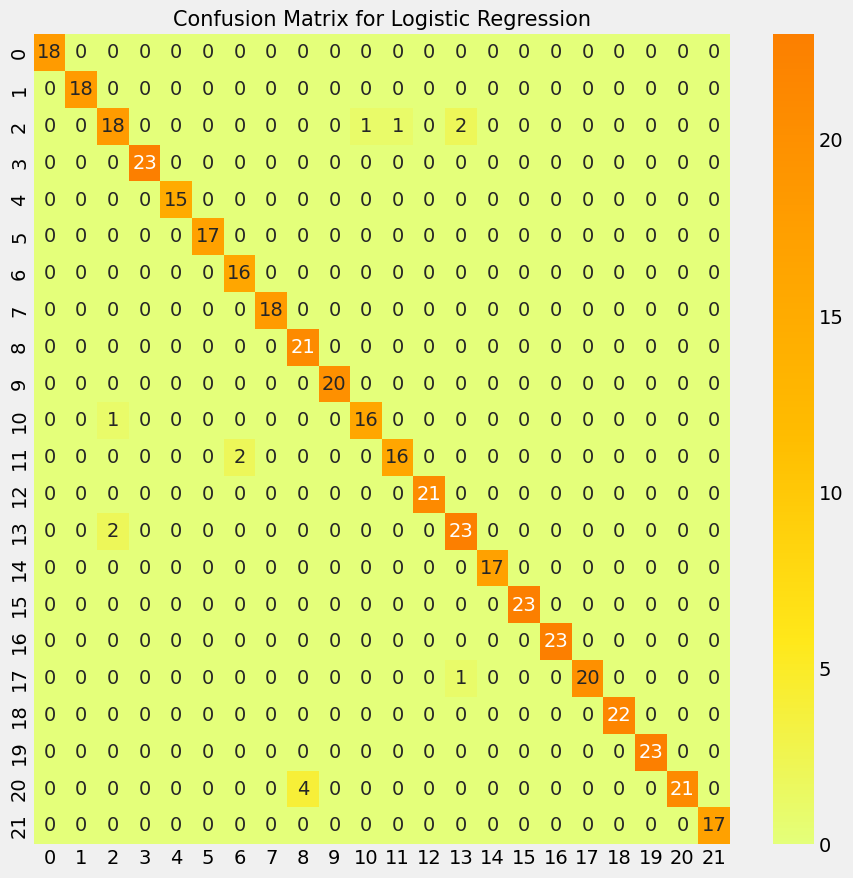 Confusion Matrix for Logistic Regression
0 18 0 0 0 0 0 0 0 0 0 0 0 0 0 0 0 0 0 0 0 0 0
1 0 18 0 0 0 0 0 0 0 0 0 0 0 0 0 0 0 0 0 0 0 0
2 0 0 18 0 0 0 0 0 0 0 1 1 0 2 0 0 0 0 0 0 0 0 20
3 0 0 0 23 0 0 0 0 0 0 0 0 0 0 0 0 0 0 0 0 0 0
4 0 0 0 0 15 0 0 0 0 0 0 0 0 0 0 0 0 0 0 0 0 0
5 0 0 0 0 0 17 0 0 0 0 0 0 0 0 0 0 0 0 0 0 0 0
6 0 0 0 0 0 0 16 0 0 0 0 0 0 0 0 0 0 0 0 0 0 0
7 0 0 0 0 0 0 0 18 0 0 0 0 0 0 0 0 0 0 0 0 0 0 15
8 0 0 0 0 0 0 0 0 21 0 0 0 0 0 0 0 0 0 0 0 0 0
9 0 0 0 0 0 0 0 0 0 20 0 0 0 0 0 0 0 0 0 0 0 0
10 0 0 1 0 0 0 0 0 0 0 16 0 0 0 0 0 0 0 0 0 0 0
11 0 0 0 0 0 0 2 0 0 0 0 16 0 0 0 0 0 0 0 0 0 0
12 0 0 0 0 0 0 0 0 0 0 0 0 21 0 0 0 0 0 0 0 0 0 10
13 0 0 2 0 0 0 0 0 0 0 0 0 0 23 0 0 0 0 0 0 0 0
14 0 0 0 0 0 0 0 0 0 0 0 0 0 0 17 0 0 0 0 0 0 0
15 0 0 0 0 0 0 0 0 0 0 0 0 0 0 0 23 0 0 0 0 0 0
16 0 0 0 0 0 0 0 0 0 0 0 0 0 0 0 0 23 0 0 0 0 0
17 0 0 0 0 0 0 0 0 0 0 0 0 0 1 0 0 0 20 0 0 0 0 5
18 0 0 0 0 0 0 0 0 0 0 0 0 0 0 0 0 0 0 22 0 0 0
19 0 0 0 0 0 0 0 0 0 0 0 0 0 0 0 0 0 0 0 23 0 0
20 0 0 0 0 0 0 0 0 4 0 0 0 0 0 0 0 0 0 0 0 21 0
21 0 0 0 0 0 0 0 0 0 0 0 0 0 0 0 0 0 0 0 0 0 17 0
0 1 2 3 4 5 6 7 8 9 10 11 12 13 14 15 16 17 18 19 20 21